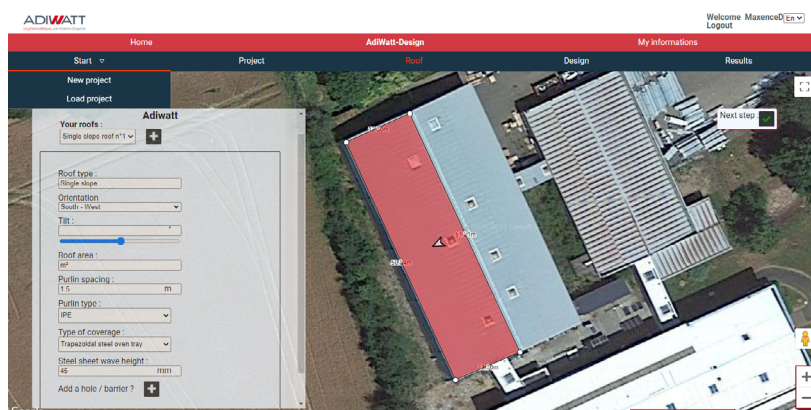 ADIWATT
Welcome MaxenceD En
Logout
Home AdiWatt-Design My informations
Start Project Roof Design Results
New project
Load project
Adiwatt
Your roofs :
Single slope roof n°1
Next step :
Roof type :
Single slope
Orientation
South - West
Tilt :
°
Roof area :
m²
Purlin spacing :
1.5 m
Purlin type :
IPE
Type of coverage :
Trapezoidal steel oven tray
Steel sheet wave height :
45 mm
Add a hole / barrier ?